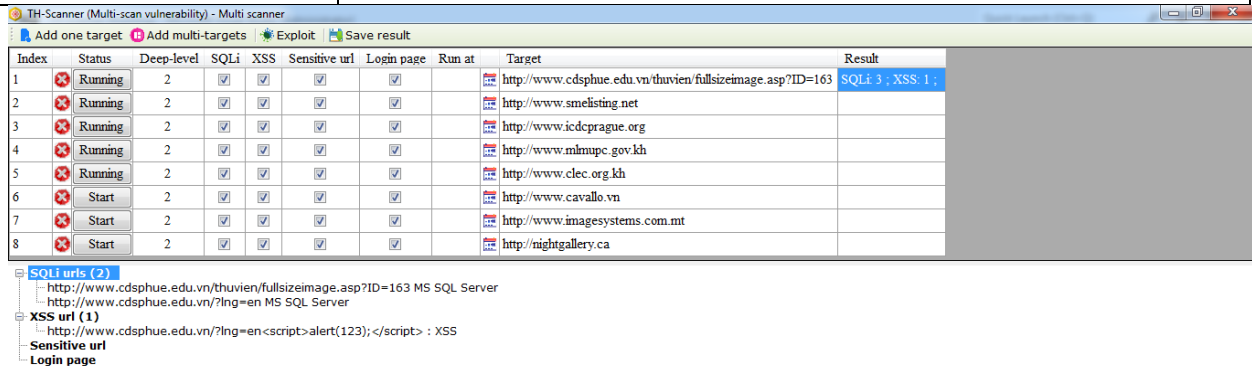 TH-Scanner (Multi-scan vulnerability) - Multi scanner
Add one target Add multi-targets Exploit Save result
Index Status Deep-level SQLi XSS Sensitive url Login page Run at Target Result
1 Running 2 http://www.cdsphue.edu.vn/thuvien/fullsizeimage.asp?ID=163 SQLi: 3 ; XSS: 1 ;
2 Running 2 http://www.smelisting.net
3 Running 2 http://www.icdcprague.org
4 Running 2 http://www.mlmupc.gov.kh
5 Running 2 http://www.clec.org.kh
6 Start 2 http://www.cavallo.vn
7 Start 2 http://www.imagesystems.com.mt
8 Start 2 http://nightgallery.ca
SQLi urls (2)
http://www.cdsphue.edu.vn/thuvien/fullsizeimage.asp?ID=163 MS SQL Server
http://www.cdsphue.edu.vn/?lng=en MS SQL Server
XSS url (1)
http://www.cdsphue.edu.vn/?lng=en<script>alert(123);</script> : XSS
Sensitive url
Login page